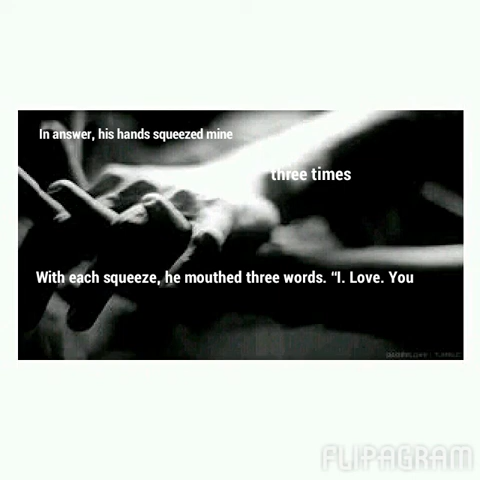 In answer, his hands squeezed mine
three times
With each squeeze, he mouthed three words. “I. Love. You
FLIPAGRAM